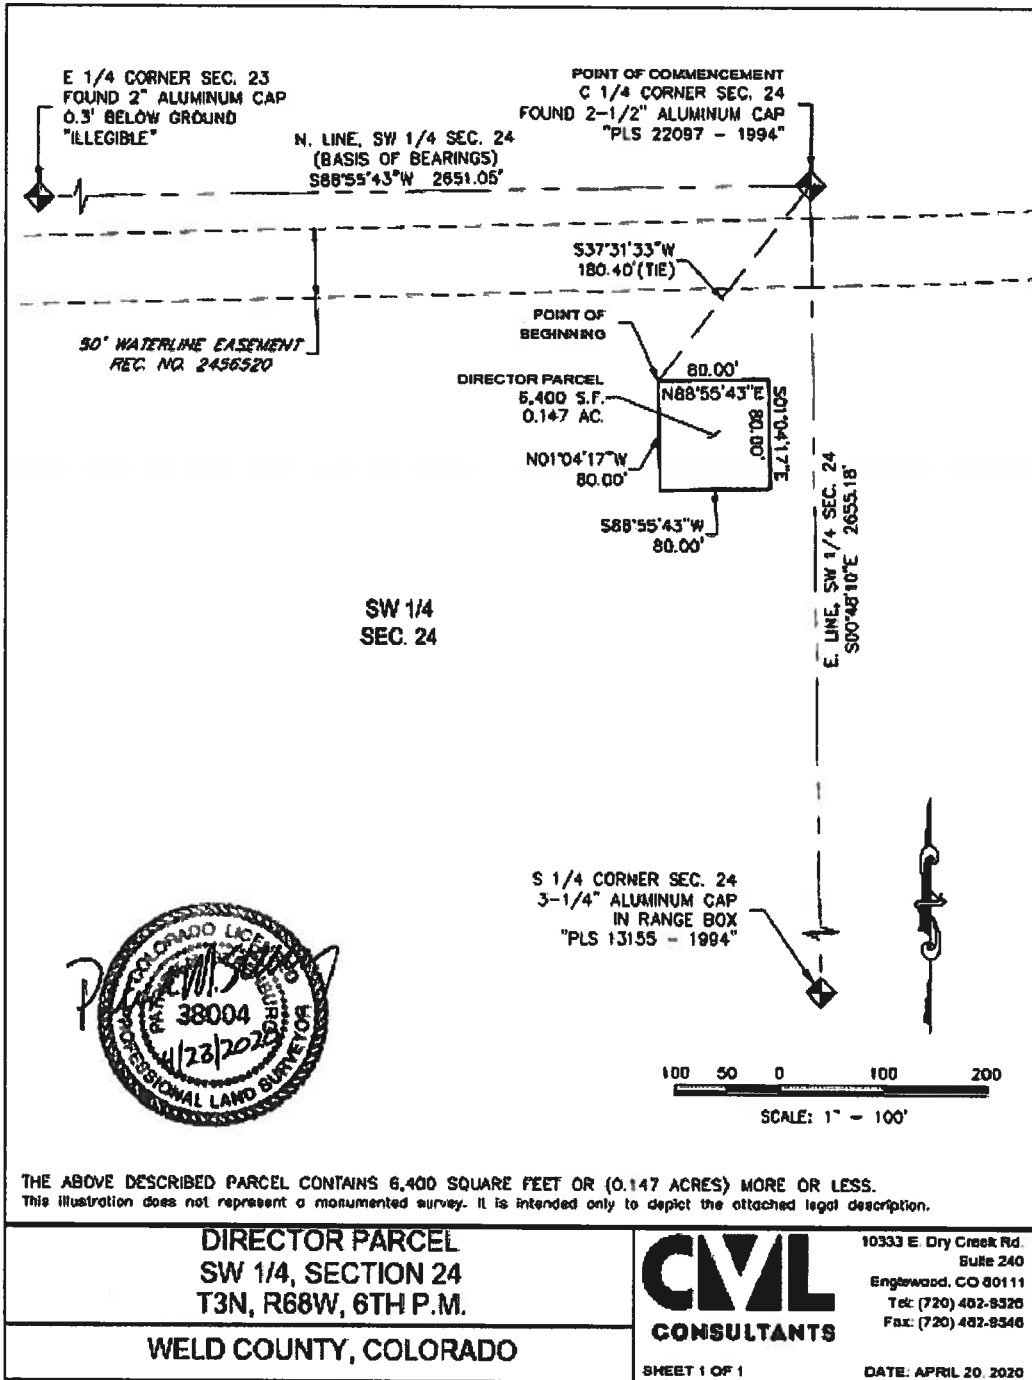 E 1/4 CORNER SEC. 23
FOUND 2" ALUMINUM CAP
0.3' BELOW GROUND
"ILLEGIBLE"
N. LINE, SW 1/4 SEC. 24
(BASIS OF BEARINGS)
S88°55'43"W 2651.05'
POINT OF COMMENCEMENT
C 1/4 CORNER SEC. 24
FOUND 2-1/2" ALUMINUM CAP
"PLS 22097 - 1994"
S37°31'33"W
180.40'(TIE)
50' WATERLINE EASEMENT
REC. NO. 2456520
POINT OF
BEGINNING
DIRECTOR PARCEL
6,400 S.F.
0.147 AC.
80.00'
N88°55'43"E
S01°04'17"E
80.00'
N01°04'17"W
80.00'
S88°55'43"W
80.00'
E. LINE, SW 1/4 SEC. 24
S00°48'10"E 2655.18'
SW 1/4
SEC. 24
S 1/4 CORNER SEC. 24
3-1/4" ALUMINUM CAP
IN RANGE BOX
"PLS 13155 - 1994"
COLORADO LICENSED
38004
4/23/2020
PROFESSIONAL LAND SURVEYOR
100 50 0 100 200
SCALE: 1" - 100'
THE ABOVE DESCRIBED PARCEL CONTAINS 6,400 SQUARE FEET OR (0.147 ACRES) MORE OR LESS.
This illustration does not represent a monumented survey. It is intended only to depict the attached legal description.
DIRECTOR PARCEL
SW 1/4, SECTION 24
T3N, R68W, 6TH P.M.
WELD COUNTY, COLORADO
CVL
CONSULTANTS
10333 E. Dry Creek Rd.
Suite 240
Englewood, CO 80111
Tel: (720) 482-9526
Fax: (720) 482-9546
SHEET 1 OF 1
DATE: APRIL 20, 2020